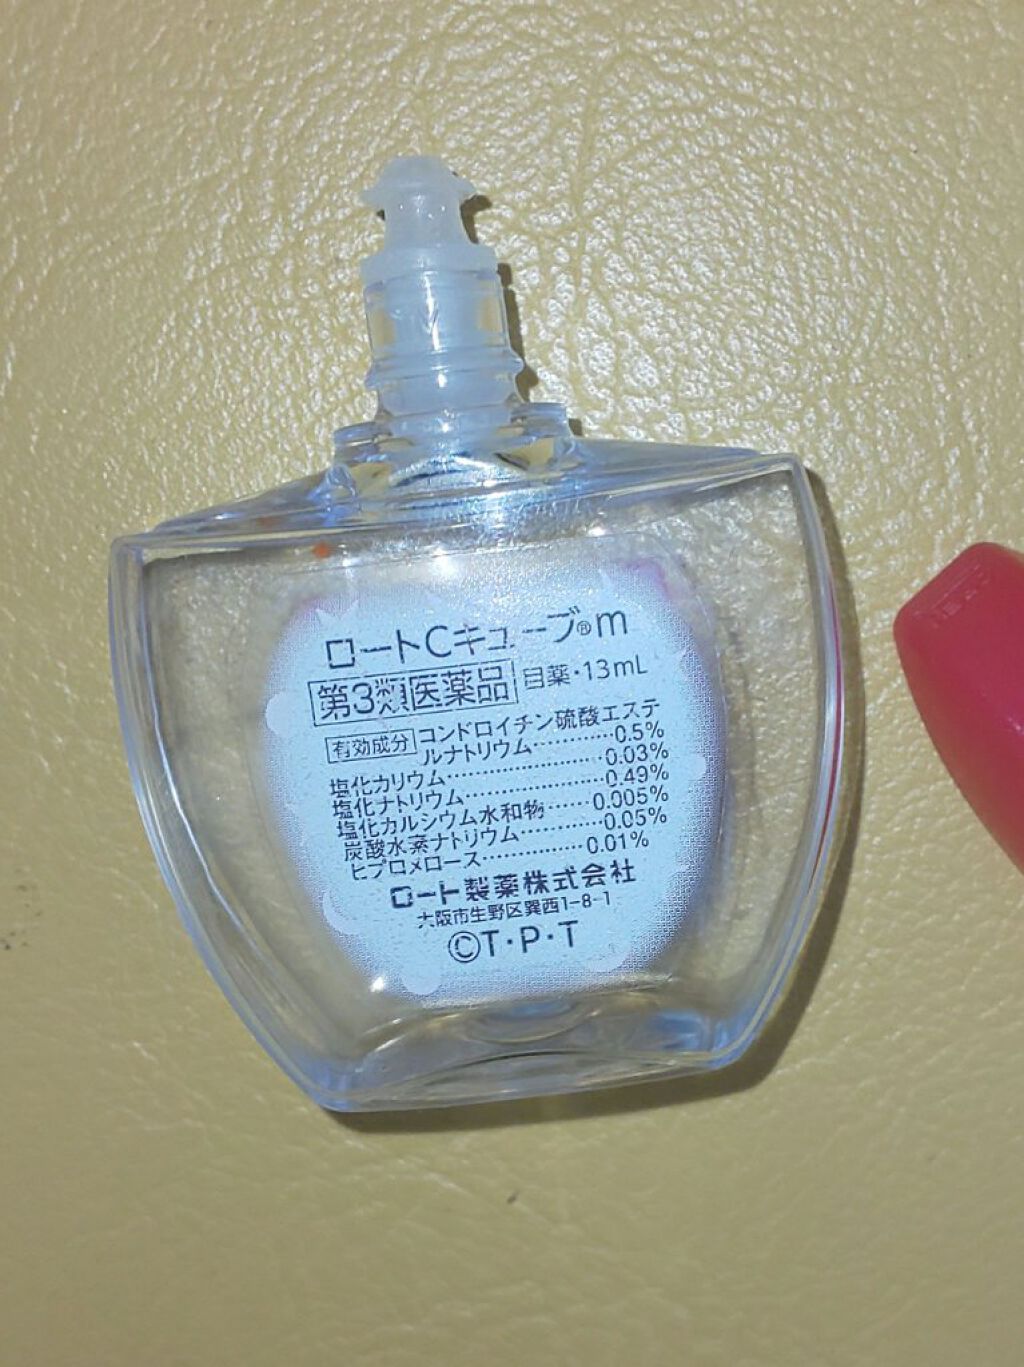 ロートCキューブ®m
第3類医薬品 目薬・13mL
有効成分 コンドロイチン硫酸エステ
ルナトリウム…………0.5%
塩化カリウム…………………0.03%
塩化ナトリウム………………0.49%
塩化カルシウム水和物……0.005%
炭酸水素ナトリウム…………0.05%
ヒプロメロース……………0.01%
ロート製薬株式会社
大阪市生野区巽西1-8-1
©T・P・T